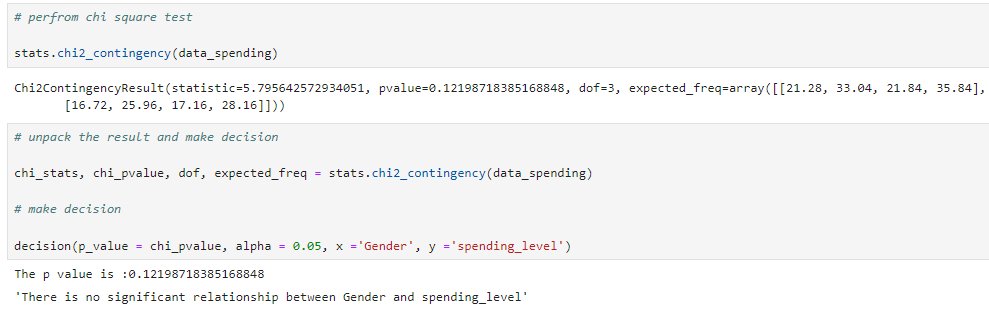 # perfrom chi square test
stats.chi2_contingency(data_spending)
Chi2ContingencyResult(statistic=5.795642572934051, pvalue=0.12198718385168848, dof=3, expected_freq=array([[21.28, 33.04, 21.84, 35.84],
[16.72, 25.96, 17.16, 28.16]]))
# unpack the result and make decision
chi_stats, chi_pvalue, dof, expected_freq = stats.chi2_contingency(data_spending)
# make decision
decision(p_value = chi_pvalue, alpha = 0.05, x ='Gender', y ='spending_level')
The p value is :0.12198718385168848
'There is no significant relationship between Gender and spending_level'